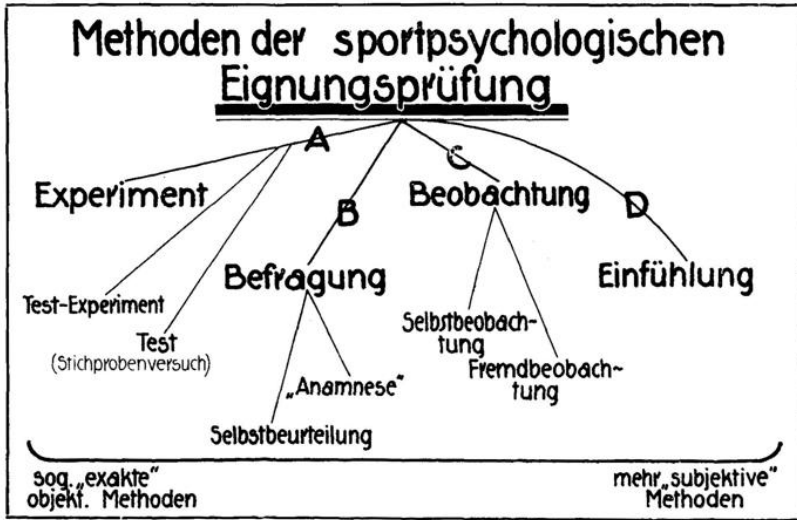 Methoden der sportpsychologischen
Eignungsprüfung
A
Experiment
Test-Experiment
Test
(Stichprobenversuch)
B
Befragung
„Anamnese"
Selbstbeurteilung
C
Beobachtung
Selbstbeobach-
tung
Fremdbeobach-
tung
D
Einfühlung
sog. „exakte"
objekt. Methoden
mehr „subjektive"
Methoden